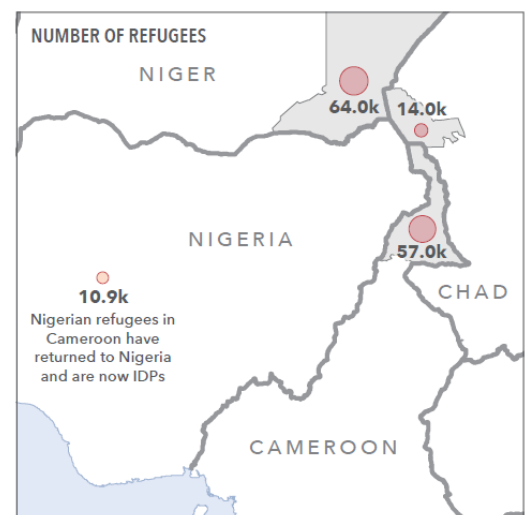 NUMBER OF REFUGEES
NIGER
64.0k
14.0k
NIGERIA
57.0k
CHAD
10.9k
Nigerian refugees in
Cameroon have
returned to Nigeria
and are now IDPs
CAMEROON